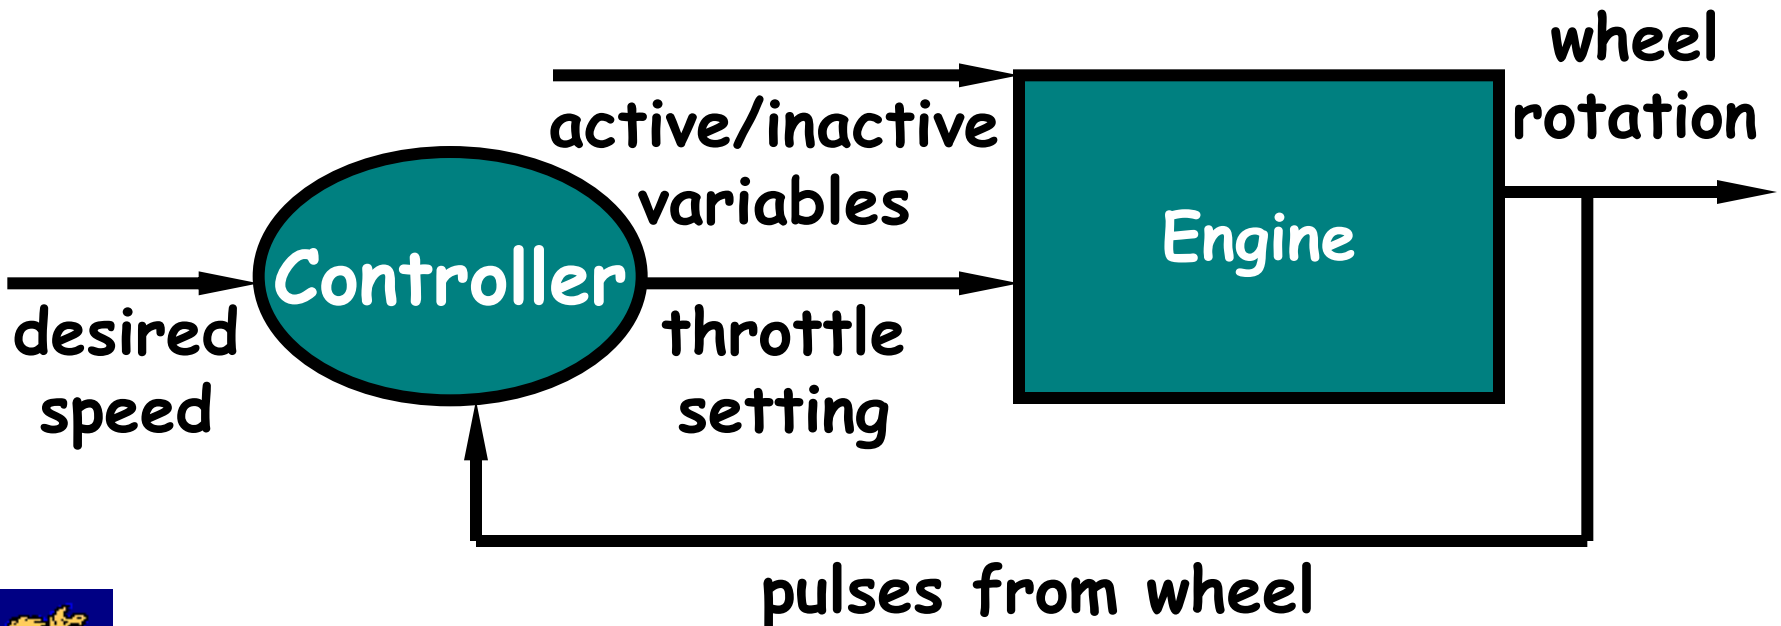 wheel
rotation
active/inactive
variables
Engine
Controller
desired
speed
throttle
setting
pulses from wheel